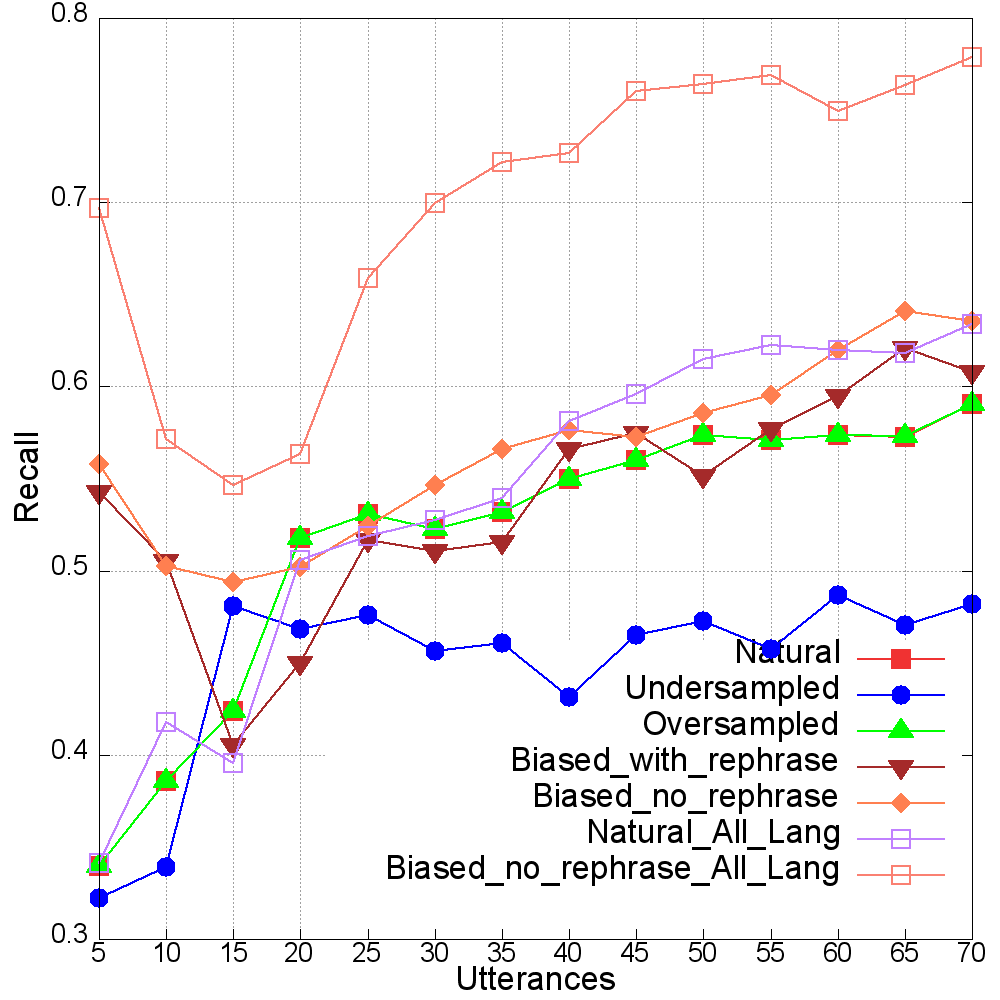 0.8
0.7
0.6
0.5
0.4
0.3
Recall
Natural
Undersampled
Oversampled
Biased_with_rephrase
Biased_no_rephrase
Natural_All_Lang
Biased_no_rephrase_All_Lang
5 10 15 20 25 30 35 40 45 50 55 60 65 70
Utterances